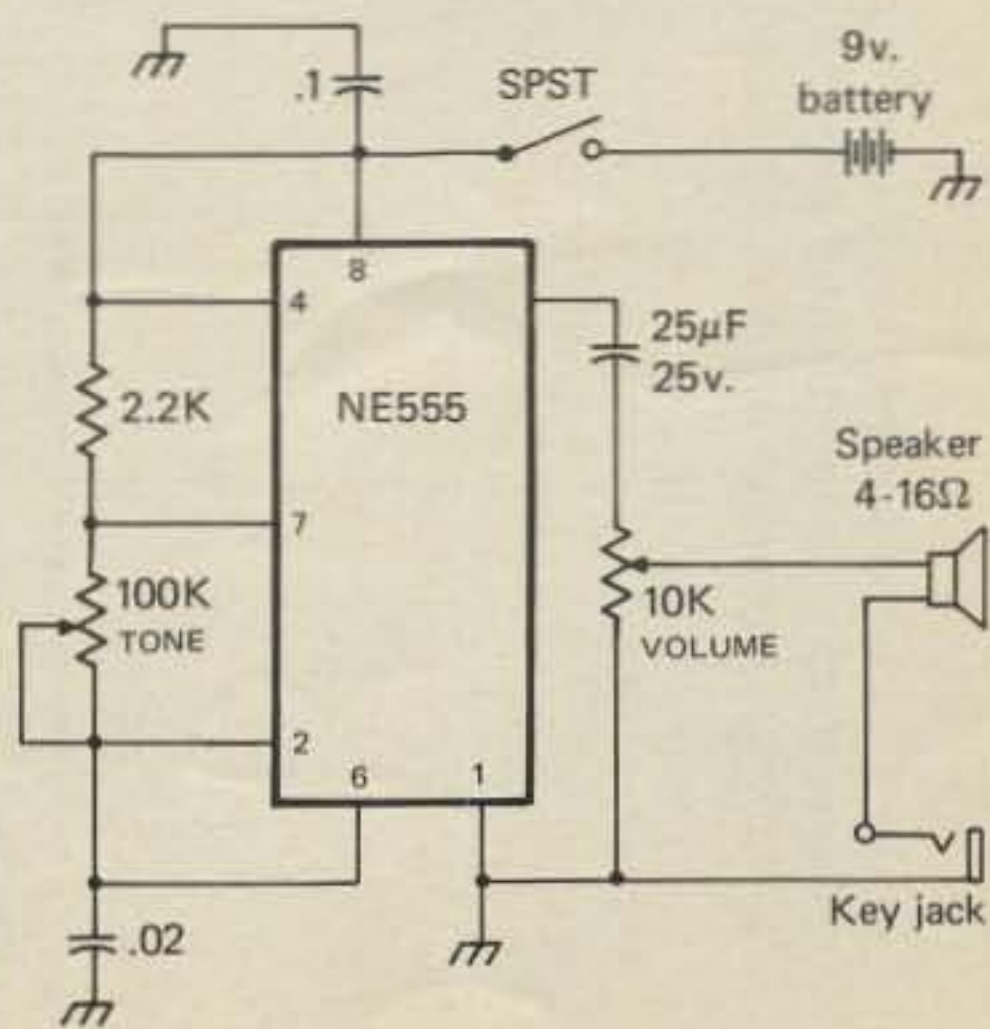 9v.
battery
SPST
.1
8
4
25µF
25v.
2.2K
NE555
Speaker
4-16Ω
7
100K
TONE
10K
VOLUME
2
6
1
Key jack
.02